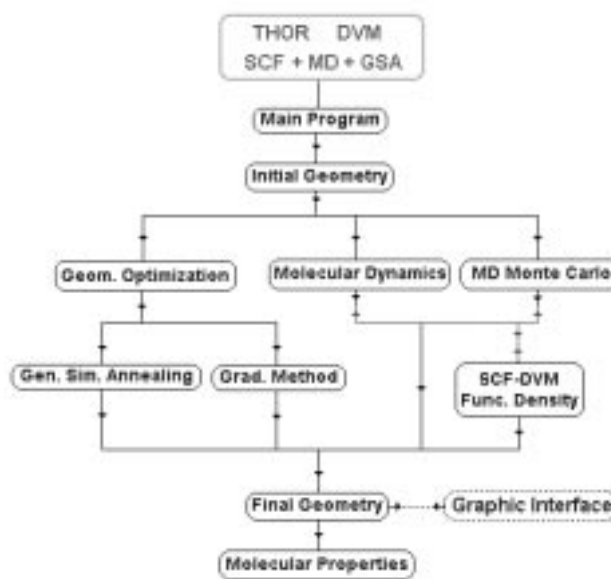 THOR DVM
SCF + MD + GSA
Main Program
Initial Geometry
Geom. Optimization
Molecular Dynamics
MD Monte Carlo
Gen. Sim. Annealing
Grad. Method
SCF-DVM
Func. Density
Final Geometry
Graphic Interface
Molecular Properties